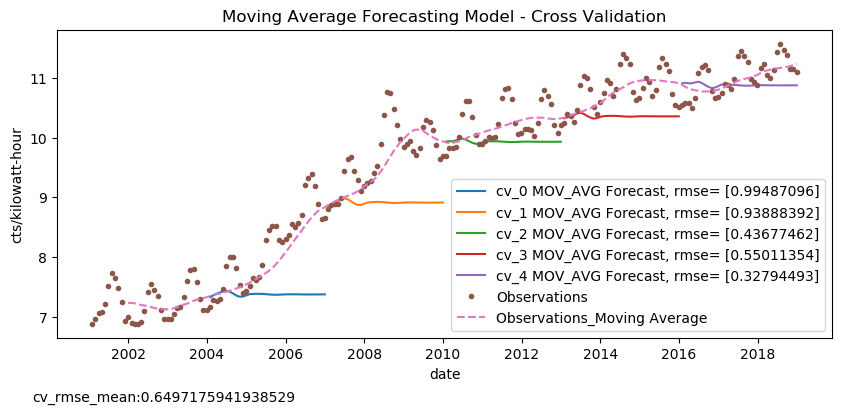 Moving Average Forecasting Model - Cross Validation
cts/kilowatt-hour
11
10
9
8
7
cv_0 MOV_AVG Forecast, rmse= [0.99487096]
cv_1 MOV_AVG Forecast, rmse= [0.93888392]
cv_2 MOV_AVG Forecast, rmse= [0.43677462]
cv_3 MOV_AVG Forecast, rmse= [0.55011354]
cv_4 MOV_AVG Forecast, rmse= [0.32794493]
Observations
Observations_Moving Average
2002 2004 2006 2008 2010 2012 2014 2016 2018
date
cv_rmse_mean:0.6497175941938529